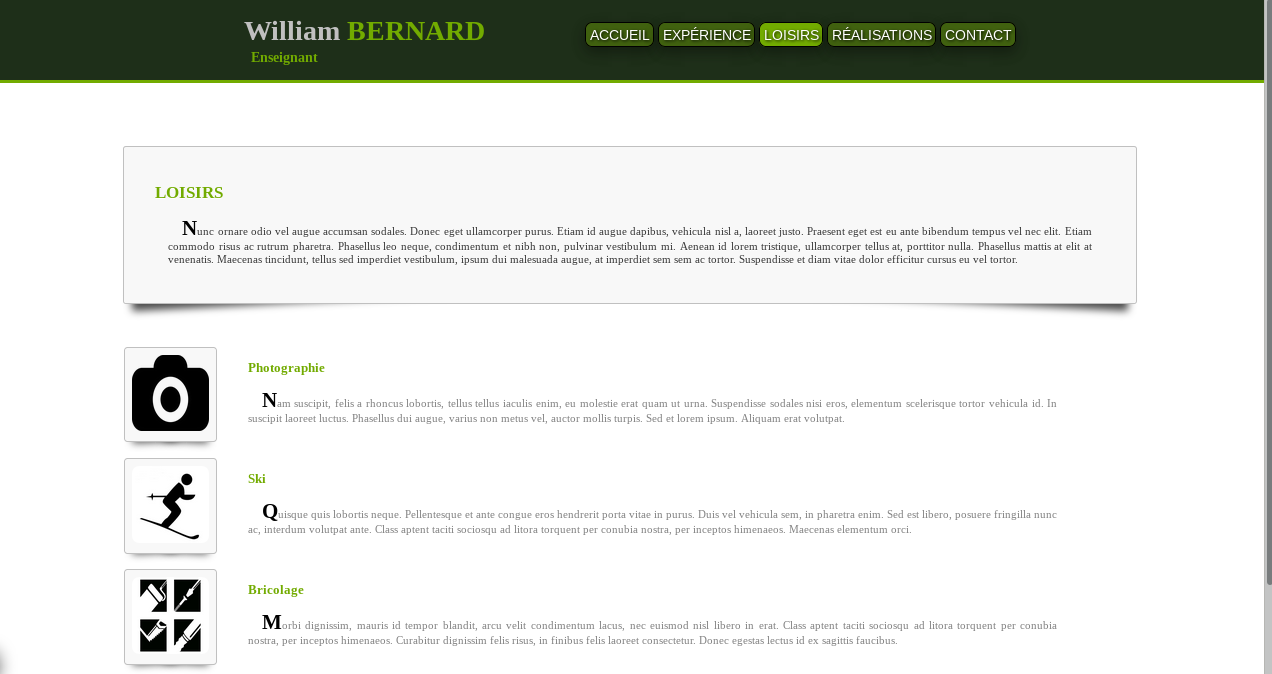 William BERNARD
Enseignant
ACCUEIL EXPÉRIENCE LOISIRS RÉALISATIONS CONTACT
LOISIRS
Nunc ornare odio vel augue accumsan sodales. Donec eget ullamcorper purus. Etiam id augue dapibus, vehicula nisl a, laoreet justo. Praesent eget est eu ante bibendum tempus vel nec elit. Etiam
commodo risus ac rutrum pharetra. Phasellus leo neque, condimentum et nibh non, pulvinar vestibulum mi. Aenean id lorem tristique, ullamcorper tellus at, porttitor nulla. Phasellus mattis at elit at
venenatis. Maecenas tincidunt, tellus sed imperdiet vestibulum, ipsum dui malesuada augue, at imperdiet sem sem ac tortor. Suspendisse et diam vitae dolor efficitur cursus eu vel tortor.
Photographie
Nam suscipit, felis a rhoncus lobortis, tellus tellus iaculis enim, eu molestie erat quam ut urna. Suspendisse sodales nisi eros, elementum scelerisque tortor vehicula id. In
suscipit laoreet luctus. Phasellus dui augue, varius non metus vel, auctor mollis turpis. Sed et lorem ipsum. Aliquam erat volutpat.
Ski
Quisque quis lobortis neque. Pellentesque et ante congue eros hendrerit porta vitae in purus. Duis vel vehicula sem, in pharetra enim. Sed est libero, posuere fringilla nunc
ac, interdum volutpat ante. Class aptent taciti sociosqu ad litora torquent per conubia nostra, per inceptos himenaeos. Maecenas elementum orci.
Bricolage
Morbi dignissim, mauris id tempor blandit, arcu velit condimentum lacus, nec euismod nisl libero in erat. Class aptent taciti sociosqu ad litora torquent per conubia
nostra, per inceptos himenaeos. Curabitur dignissim felis risus, in finibus felis laoreet consectetur. Donec egestas lectus id ex sagittis faucibus.